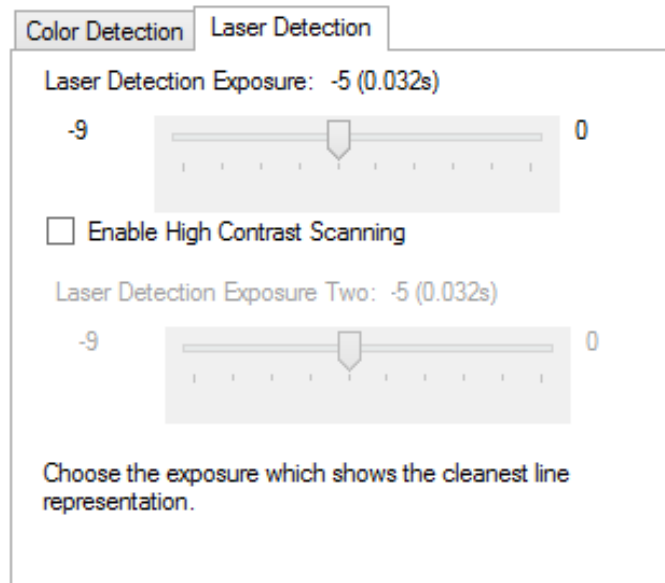 Color Detection
Laser Detection
Laser Detection Exposure: -5 (0.032s)
-9 0
Enable High Contrast Scanning
Laser Detection Exposure Two: -5 (0.032s)
-9 0
Choose the exposure which shows the cleanest line
representation.